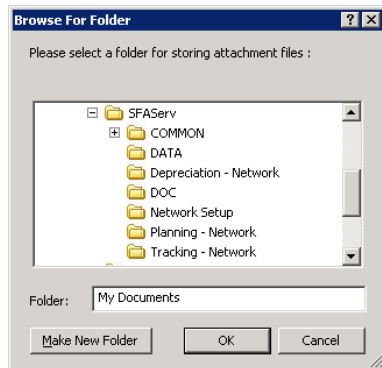 Browse For Folder
Please select a folder for storing attachment files :
SFAServ
COMMON
DATA
Depreciation - Network
DOC
Network Setup
Planning - Network
Tracking - Network
Folder: My Documents
Make New Folder OK Cancel